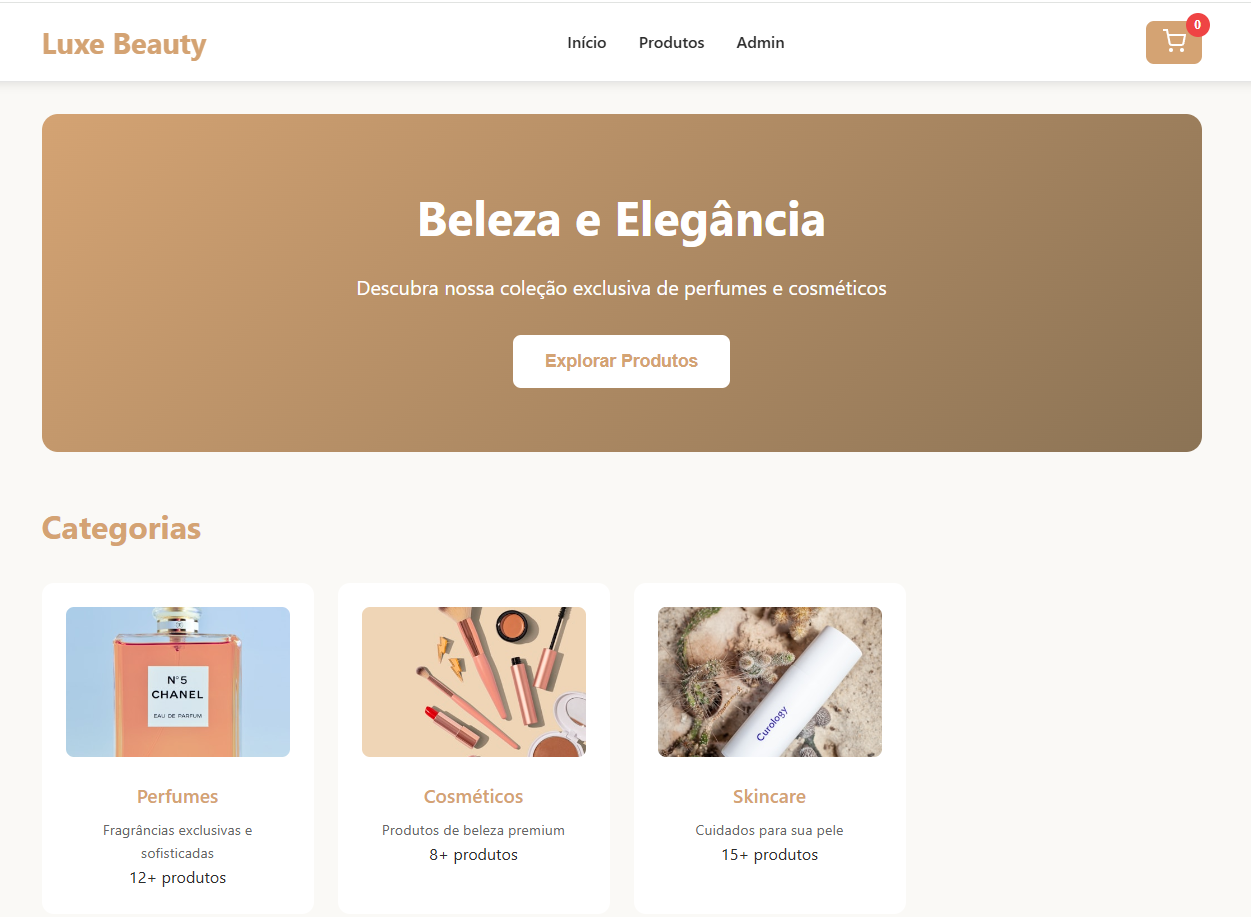 Luxe Beauty
Início
Produtos
Admin
0
Beleza e Elegância
Descubra nossa coleção exclusiva de perfumes e cosméticos
Explorar Produtos
Categorias
N°5
CHANEL
EAU DE PARFUM
Curology
Perfumes
Fragrâncias exclusivas e
sofisticadas
12+ produtos
Cosméticos
Produtos de beleza premium
8+ produtos
Skincare
Cuidados para sua pele
15+ produtos